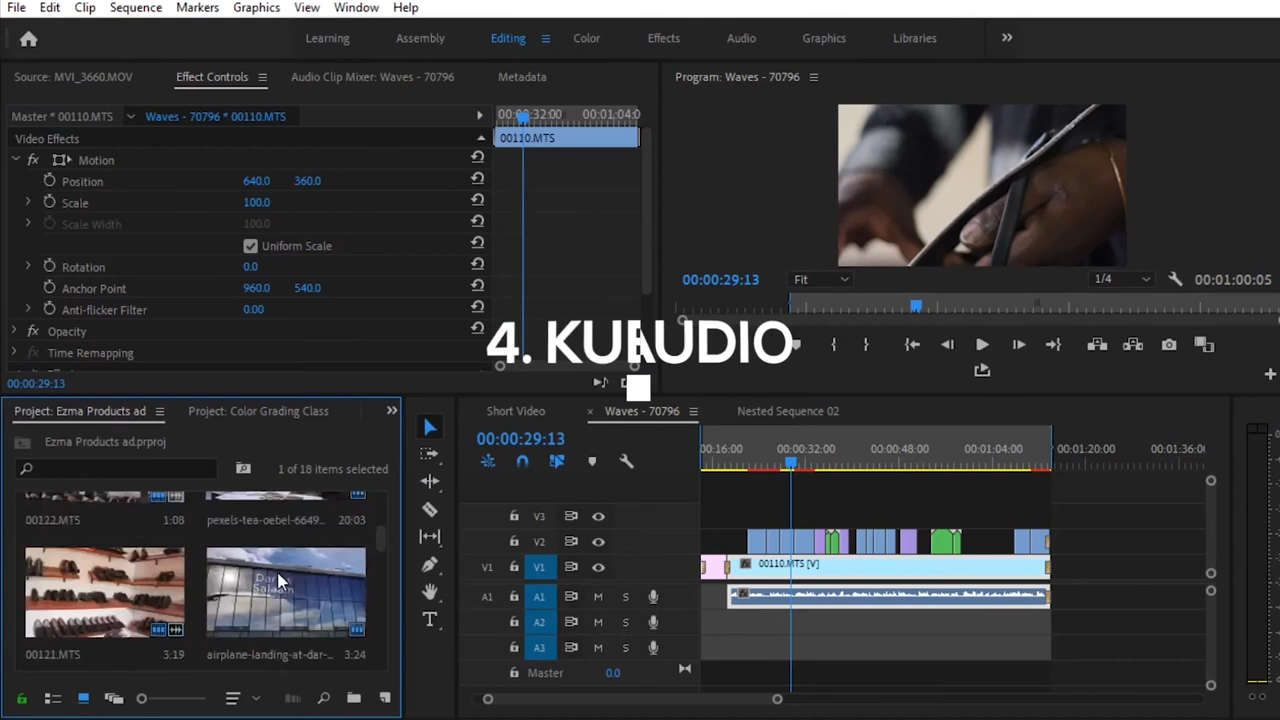 File Edit Clip Sequence Markers Graphics View Window Help
Learning Assembly Editing Color Effects Audio Graphics Libraries
Source: MVI_3660.MOV Effect Controls Audio Clip Mixer: Waves - 70796 Metadata
Program: Waves - 70796
Master * 00110.MTS Waves - 70796 * 00110.MTS
00:00:32:00 00:01:04:0
Video Effects
00110.MTS
fx Motion
Position 640.0 360.0
Scale 100.0
Scale Width 100.0
Uniform Scale
Rotation 0.0
Anchor Point 960.0 540.0
Anti-flicker Filter 0.00
fx Opacity
fx Time Remapping
00:00:29:13
00:00:29:13 Fit 1/4 00:01:00:05
4. KU
UDIO
Project: Ezma Products ad Project: Color Grading Class
Ezma Products ad.prproj
1 of 18 items selected
00122.MTS 1:08 pexels-tea-oebel-6649... 20:03
00121.MTS 3:19 airplane-landing-at-dar-... 3:24
Short Video × Waves - 70796 Nested Sequence 02
00:00:29:13
00:16:00 00:00:32:00 00:00:48:00 00:01:04:00 00:01:20:00 00:01:36:00
V3
V2
V1 V1 fx 00110.MTS [V]
A1 A1 M S fx
A2 M S
A3 M S
Master 0.0